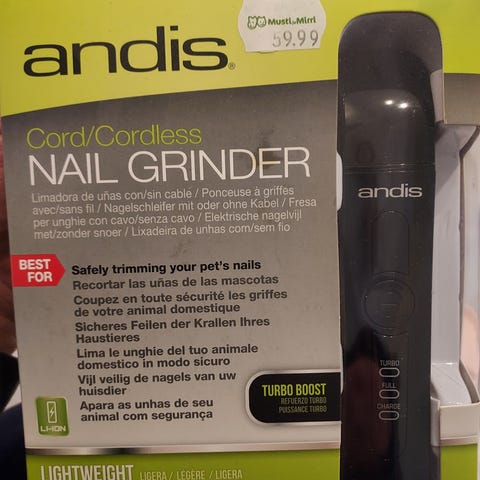 Musti ja Mirri
59.99
andis®
Cord/Cordless
NAIL GRINDER
Limadora de uñas con/sin cable / Ponceuse à griffes
avec/sans fil / Nagelschleifer mit oder ohne Kabel / Fresa
per unghie con cavo/senza cavo / Elektrische nagelvijl
met/zonder snoer / Lixadeira de unhas com/sem fio
BEST
FOR
Safely trimming your pet's nails
Recortar las uñas de las mascotas
Coupez en toute sécurité les griffes
de votre animal domestique
Sicheres Feilen der Krallen Ihres
Haustieres
Lima le unghie del tuo animale
domestico in modo sicuro
Vijl veilig de nagels van uw
huisdier
Apara as unhas de seu
animal com segurança
LI-ION
TURBO BOOST
REFUERZO TURBO
PUISSANCE TURBO
LIGHTWEIGHT LIGERA / LÉGÈRE / LIGERA
andis
TURBO
FULL
CHARGE